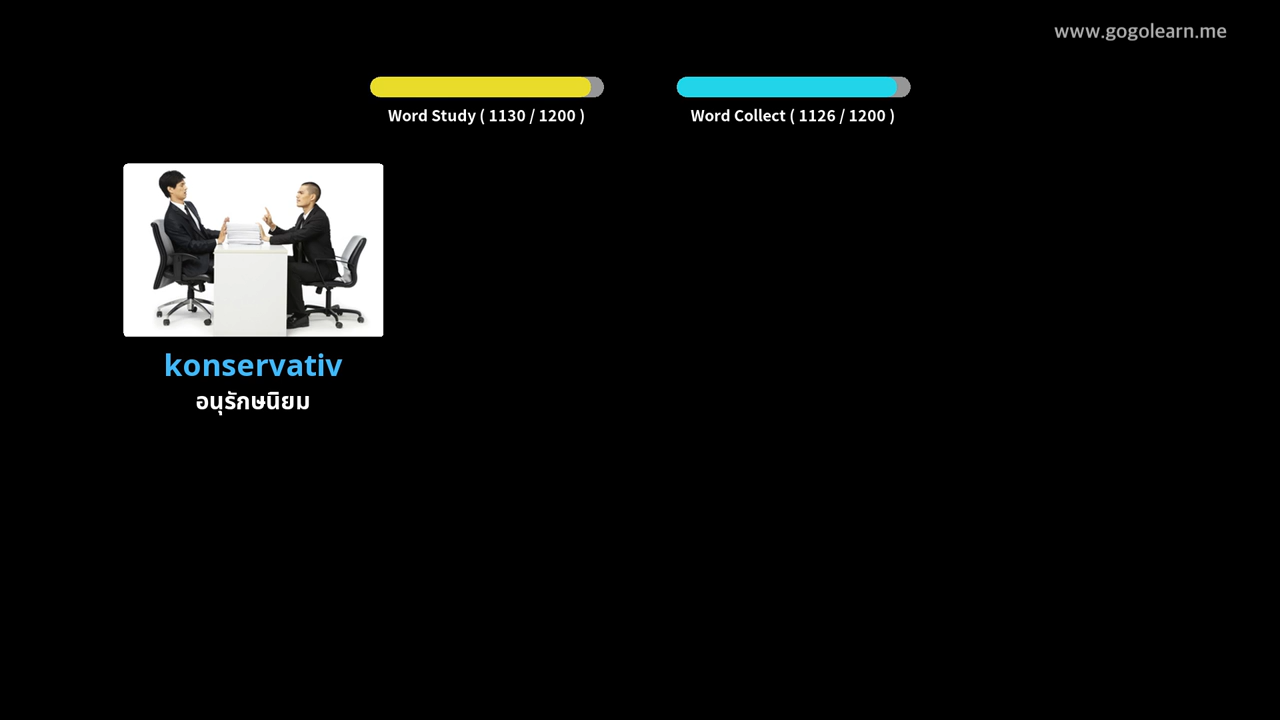 www.gogolearn.me
Word Study ( 1130 / 1200 )
Word Collect ( 1126 / 1200 )
konservativ
อนุรักษนิยม